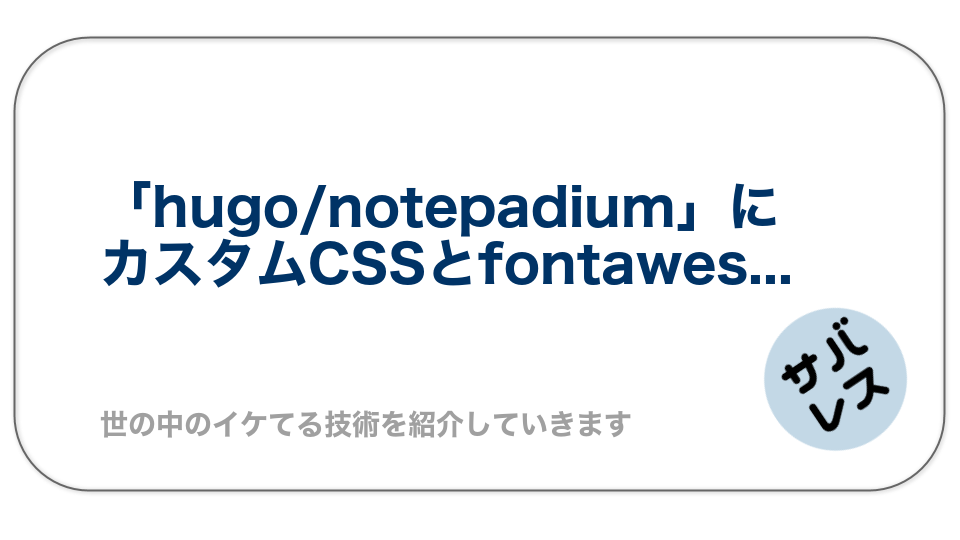 「hugo/notepadium」に
カスタムCSSとfontawes...
世の中のイケてる技術を紹介していきます
サバ
レス